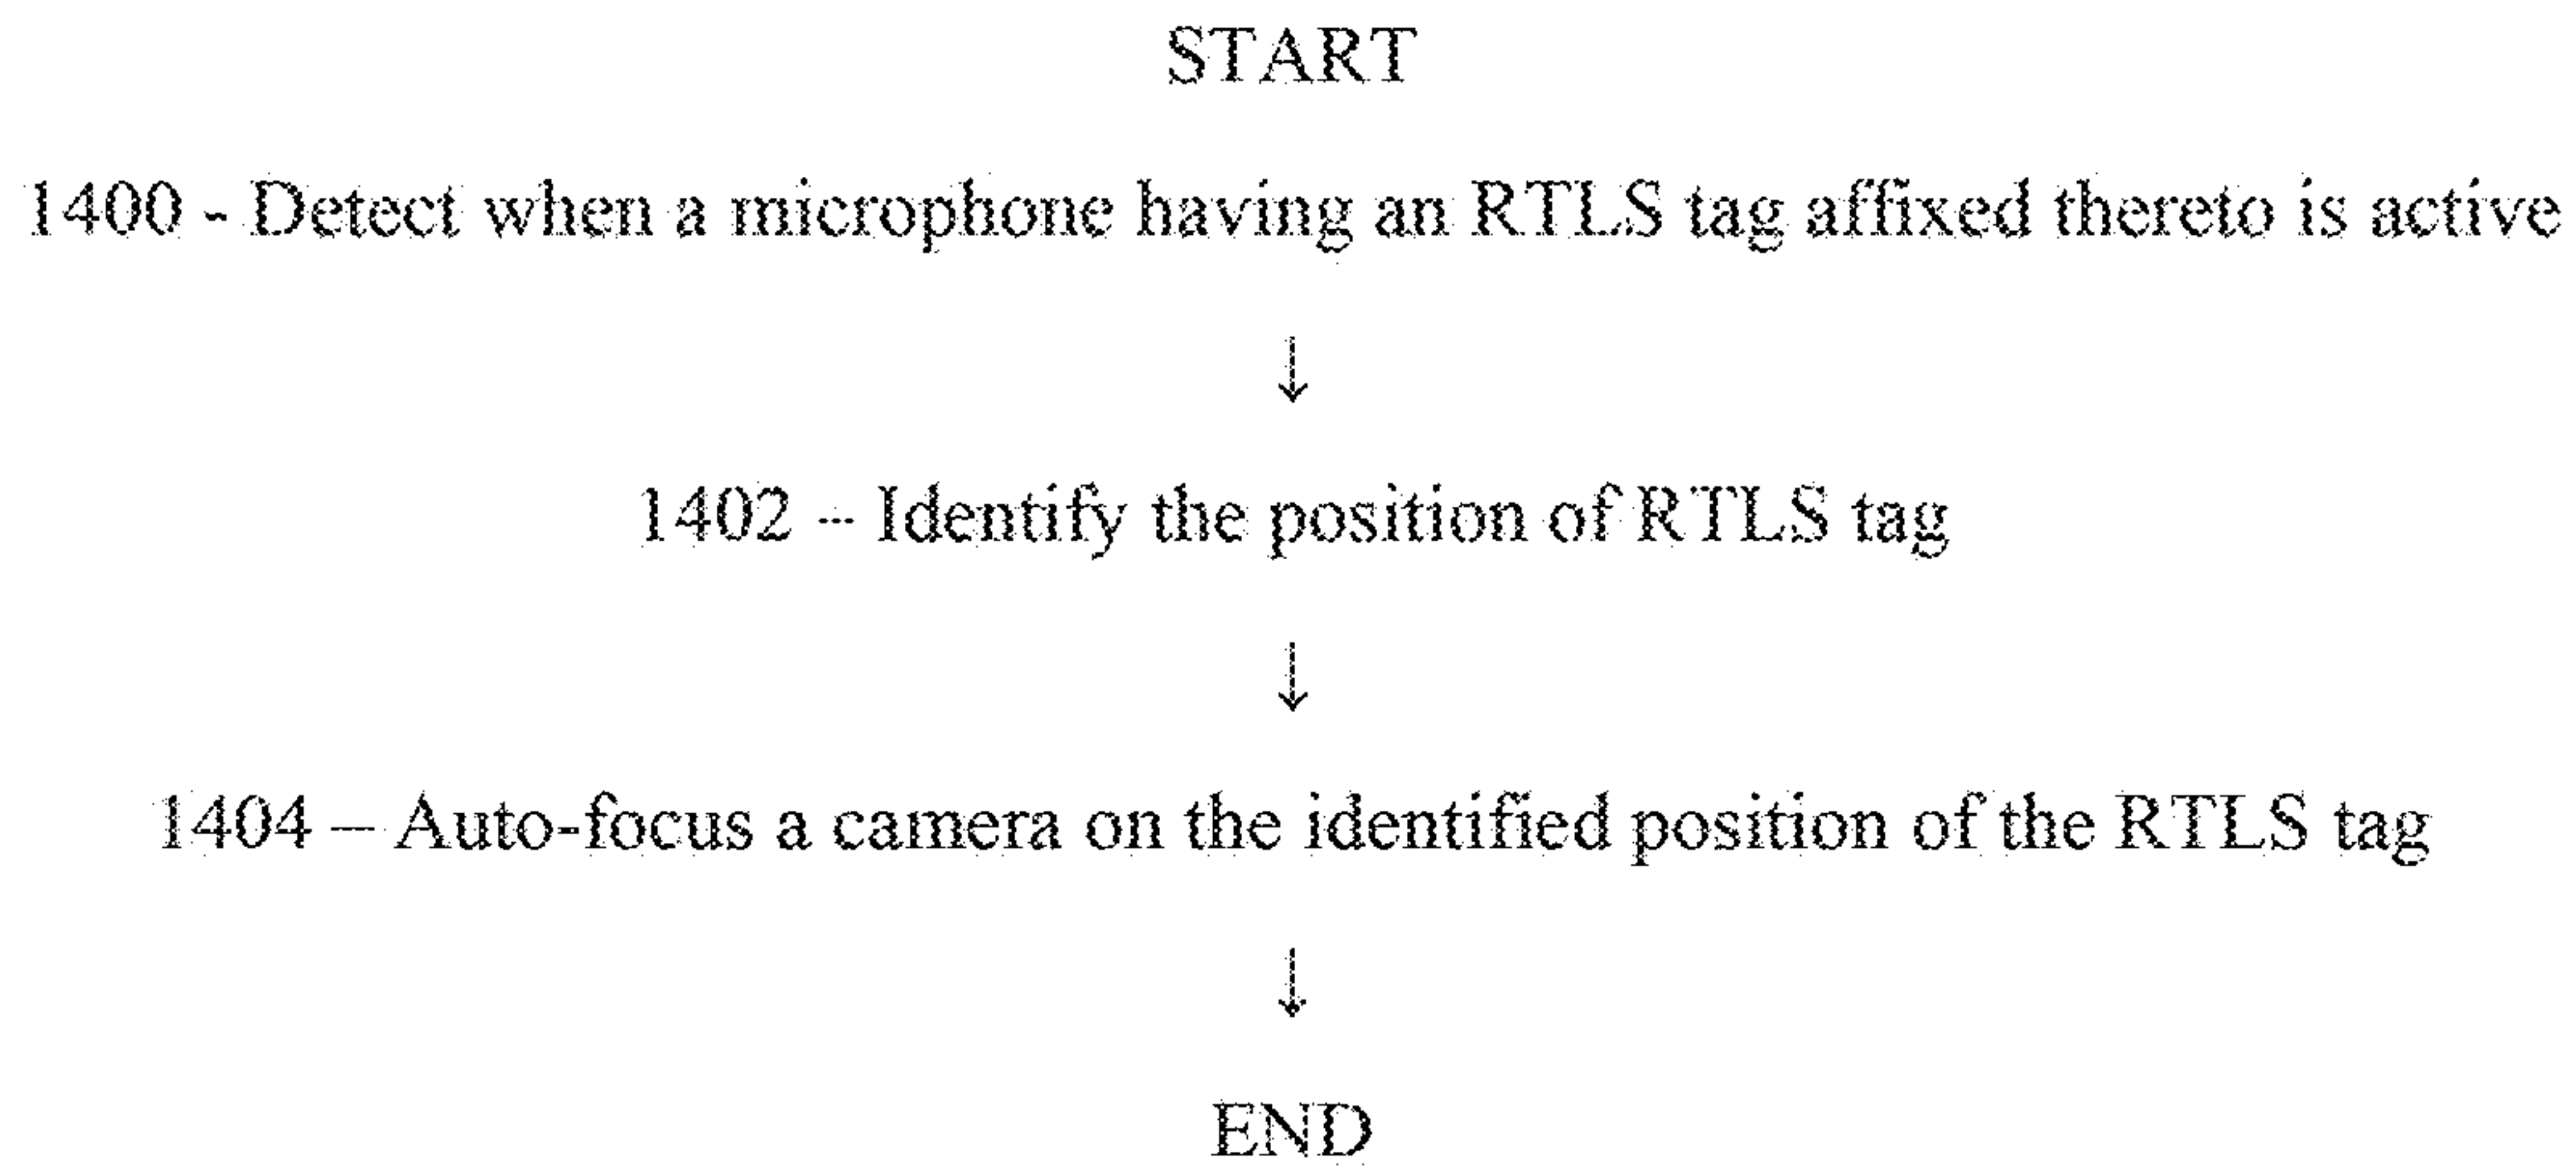 START
1400 - Detect when a microphone having an RTLS tag affixed thereto is active
↓
1402 – Identify the position of RTLS tag
↓
1404 – Auto-focus a camera on the identified position of the RTLS tag
↓
END